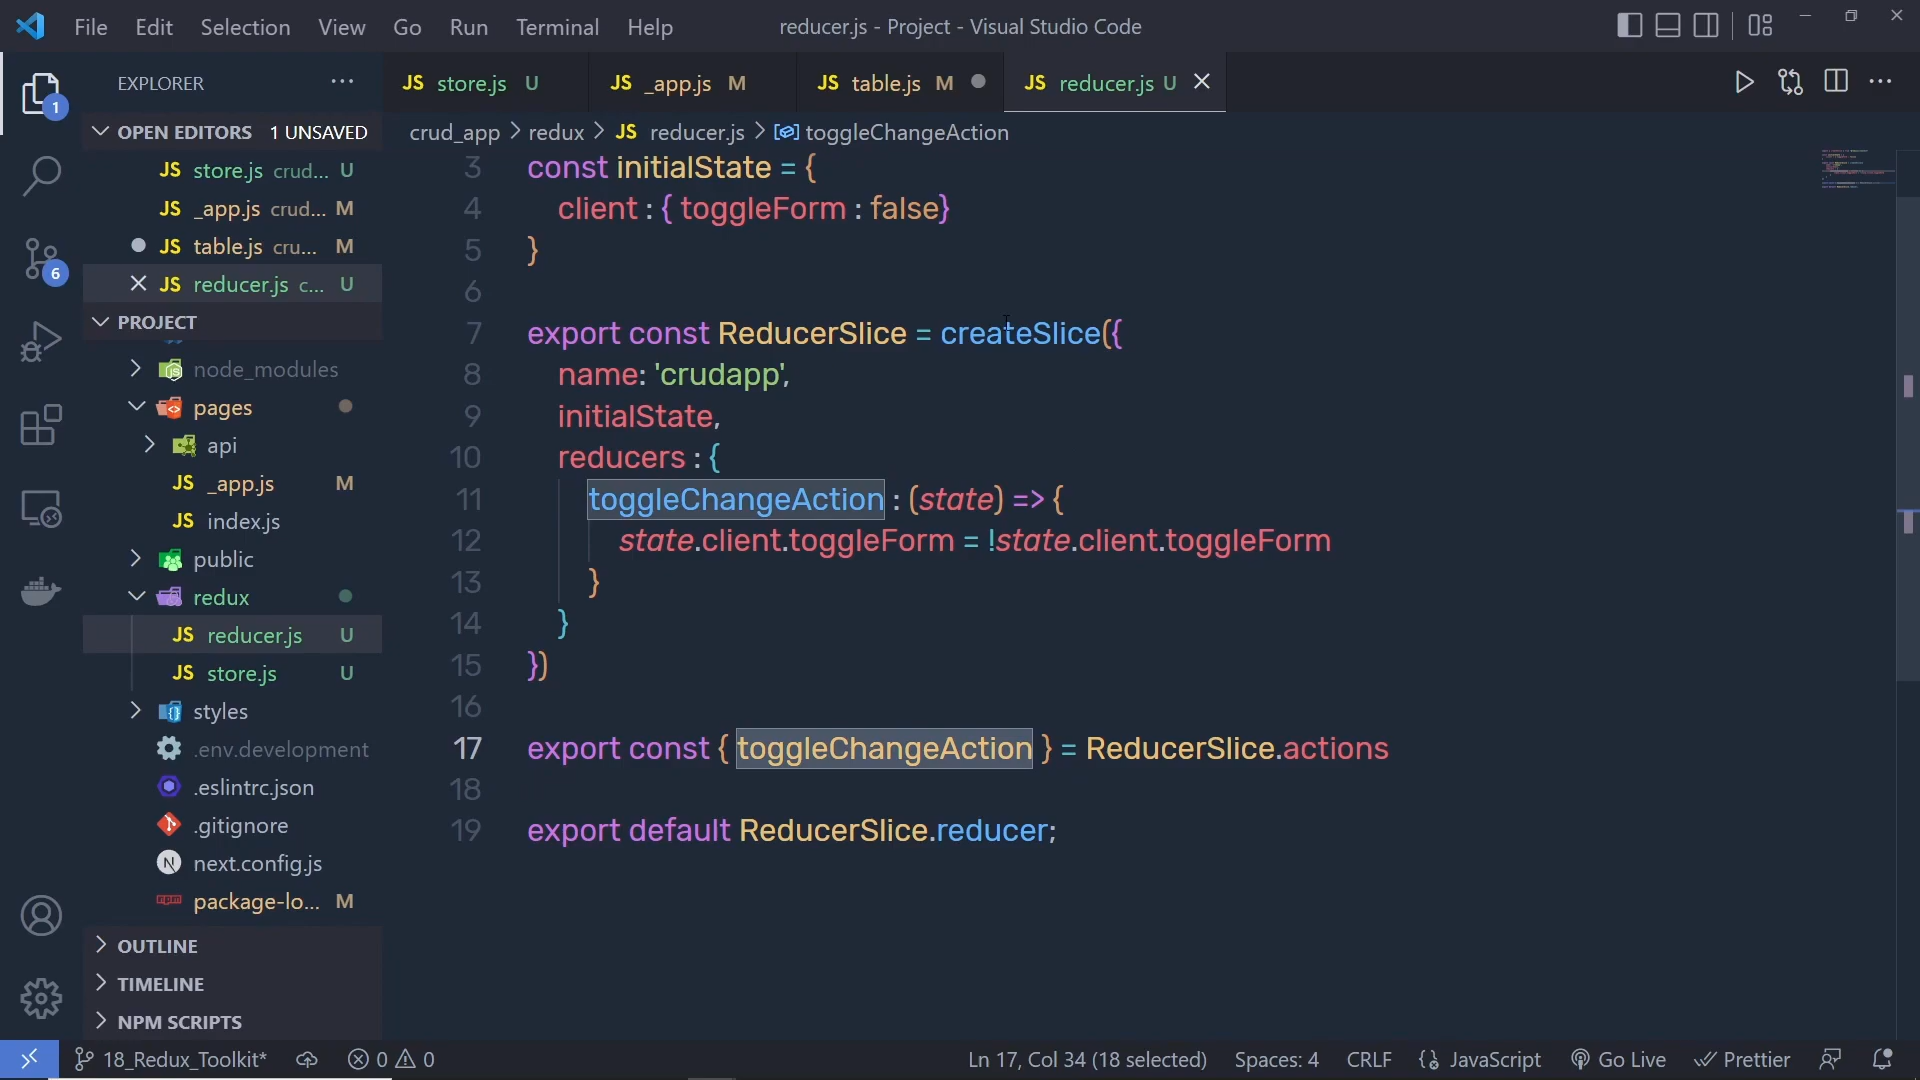 File Edit Selection View Go Run Terminal Help reducer.js - Project - Visual Studio Code
EXPLORER
JS store.js U JS _app.js M JS table.js M JS reducer.js U
OPEN EDITORS 1 UNSAVED
crud_app > redux > JS reducer.js > toggleChangeAction
JS store.js crud... U
JS _app.js crud... M
JS table.js cru... M
JS reducer.js c... U
PROJECT
node_modules
pages
api
JS _app.js M
JS index.js
public
redux
JS reducer.js U
JS store.js U
styles
.env.development
.eslintrc.json
.gitignore
next.config.js
package-lo... M
OUTLINE
TIMELINE
NPM SCRIPTS
1
6
3 const initialState = {
4 client : { toggleForm : false}
5 }
6
7 export const ReducerSlice = createSlice({
8 name: 'crudapp',
9 initialState,
10 reducers : {
11 toggleChangeAction : (state) => {
12 state.client.toggleForm = !state.client.toggleForm
13 }
14 }
15 })
16
17 export const { toggleChangeAction } = ReducerSlice.actions
18
19 export default ReducerSlice.reducer;
18_Redux_Toolkit* 0 0 Ln 17, Col 34 (18 selected) Spaces: 4 CRLF JavaScript Go Live Prettier